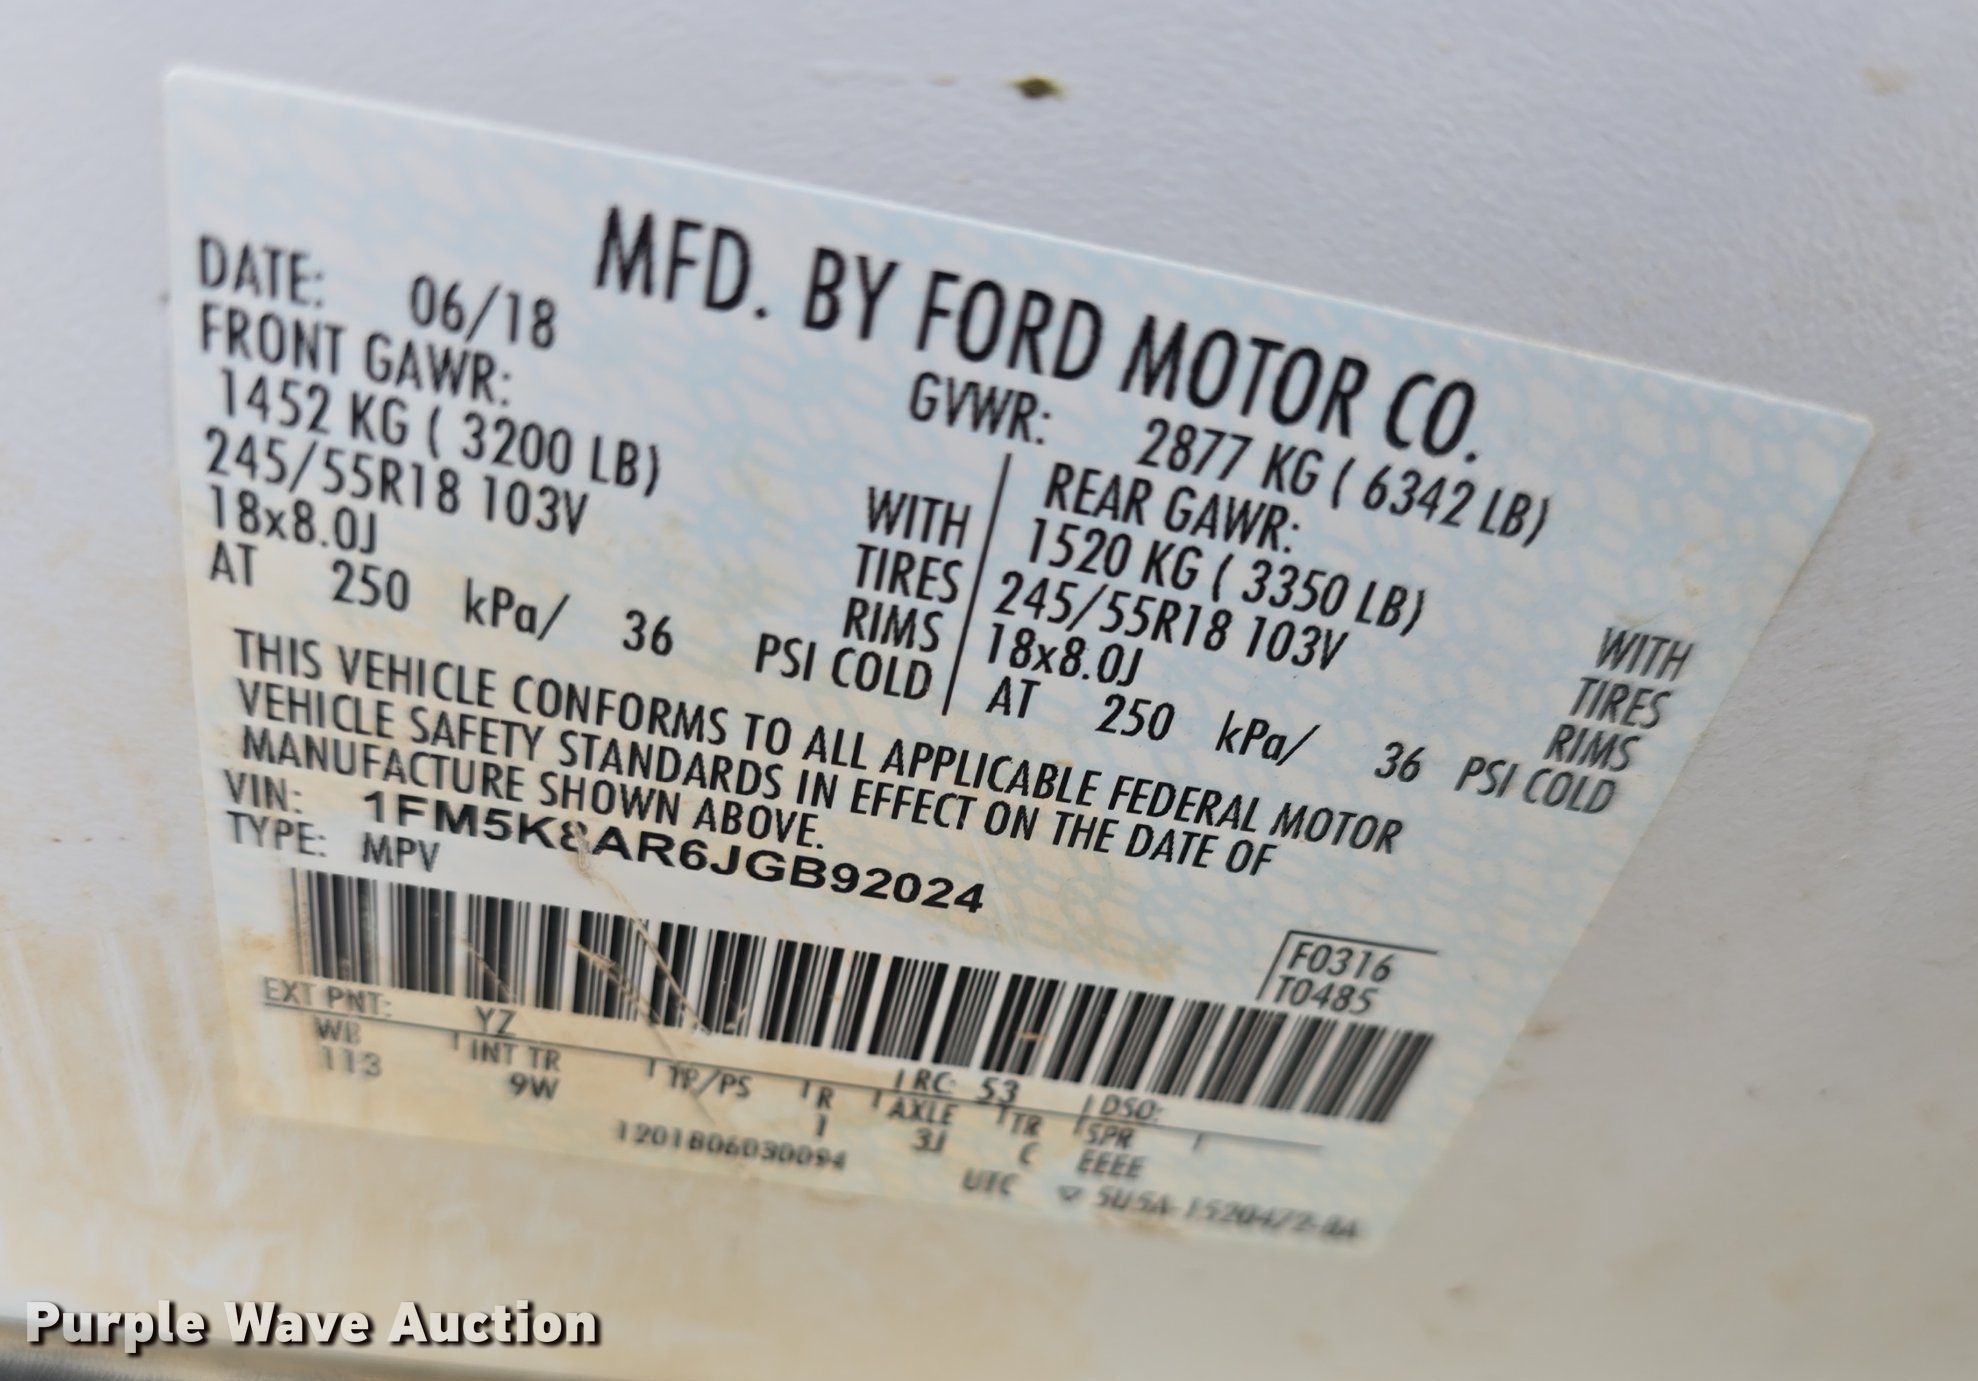 MFD. BY FORD MOTOR CO.
DATE: 06/18
GVWR: 2877 KG ( 6342 LB)
FRONT GAWR:
1452 KG ( 3200 LB) WITH
245/55R18 103V TIRES
18x8.0J RIMS
AT 250 kPa/ 36 PSI COLD
REAR GAWR:
1520 KG ( 3350 LB) WITH
245/55R18 103V TIRES
18x8.0J RIMS
AT 250 kPa/ 36 PSI COLD
THIS VEHICLE CONFORMS TO ALL APPLICABLE FEDERAL MOTOR
VEHICLE SAFETY STANDARDS IN EFFECT ON THE DATE OF
MANUFACTURE SHOWN ABOVE.
VIN: 1FM5K8AR6JGB92024
TYPE: MPV
F0316
T0485
EXT PNT: YZ RC: 53 DSO:
WB INT TR TP/PS R AXLE TR SPR
113 9W 1 3J C EEEE
UTC
Purple Wave Auction